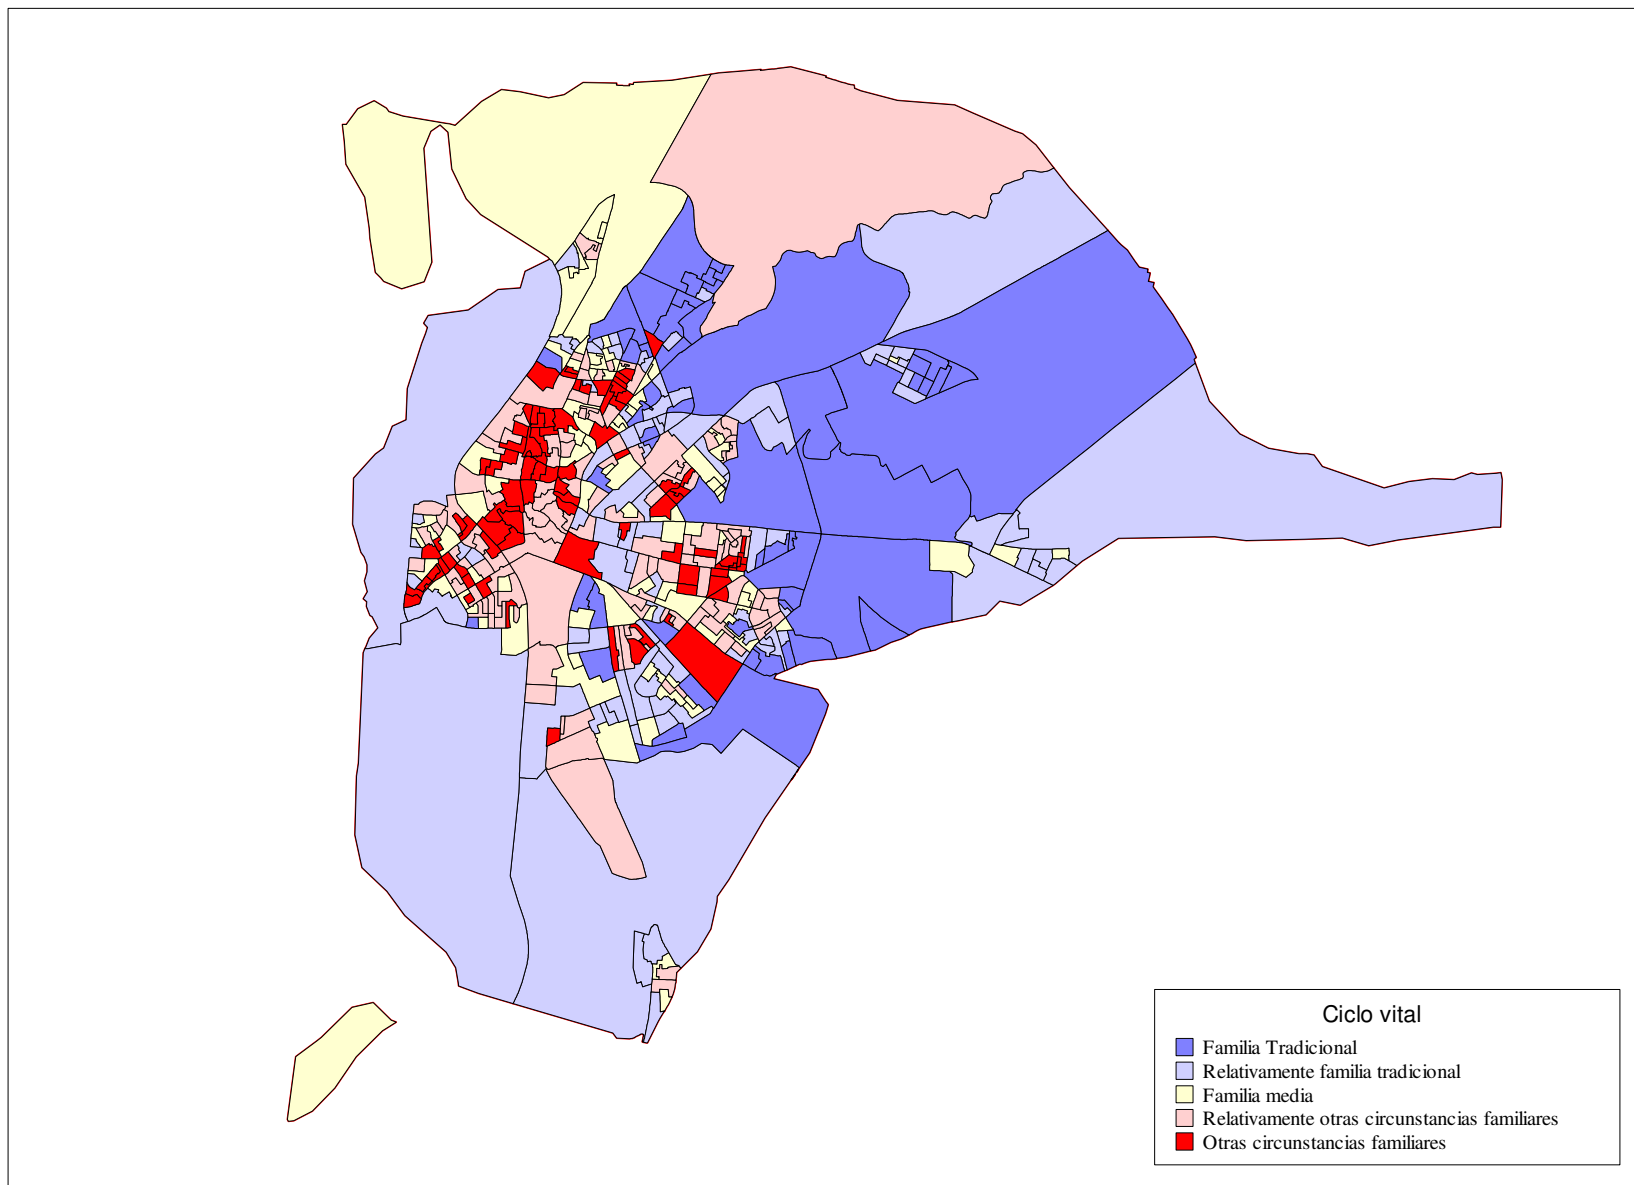 Ciclo vital
Familia Tradicional
Relativamente familia tradicional
Familia media
Relativamente otras circunstancias familiares
Otras circunstancias familiares